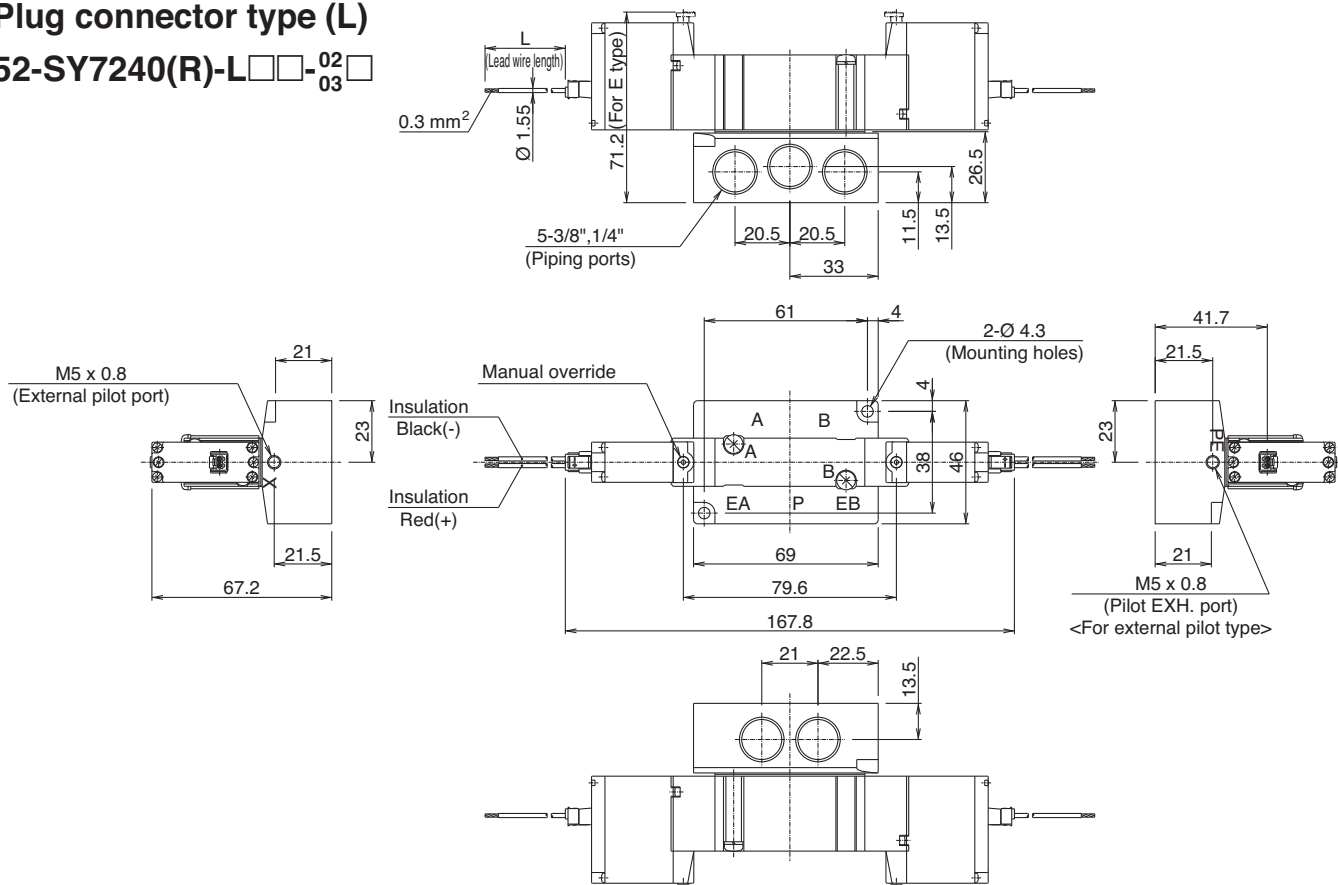 Plug connector type (L)
52-SY7240(R)-L□□-02 03□
L
(Lead wire length)
0.3 mm2
Ø 1.55
71.2 (For E type)
26.5
13.5
11.5
20.5
20.5
33
5-3/8",1/4"
(Piping ports)
21
M5 x 0.8
(External pilot port)
23
X
21.5
67.2
61
4
2-Ø 4.3
(Mounting holes)
4
Manual override
Insulation
Black(-)
Insulation
Red(+)
A
B
A
B
EA
P
EB
38
46
69
79.6
167.8
41.7
21.5
23
PE
21
M5 x 0.8
(Pilot EXH. port)
<For external pilot type>
21
22.5
13.5